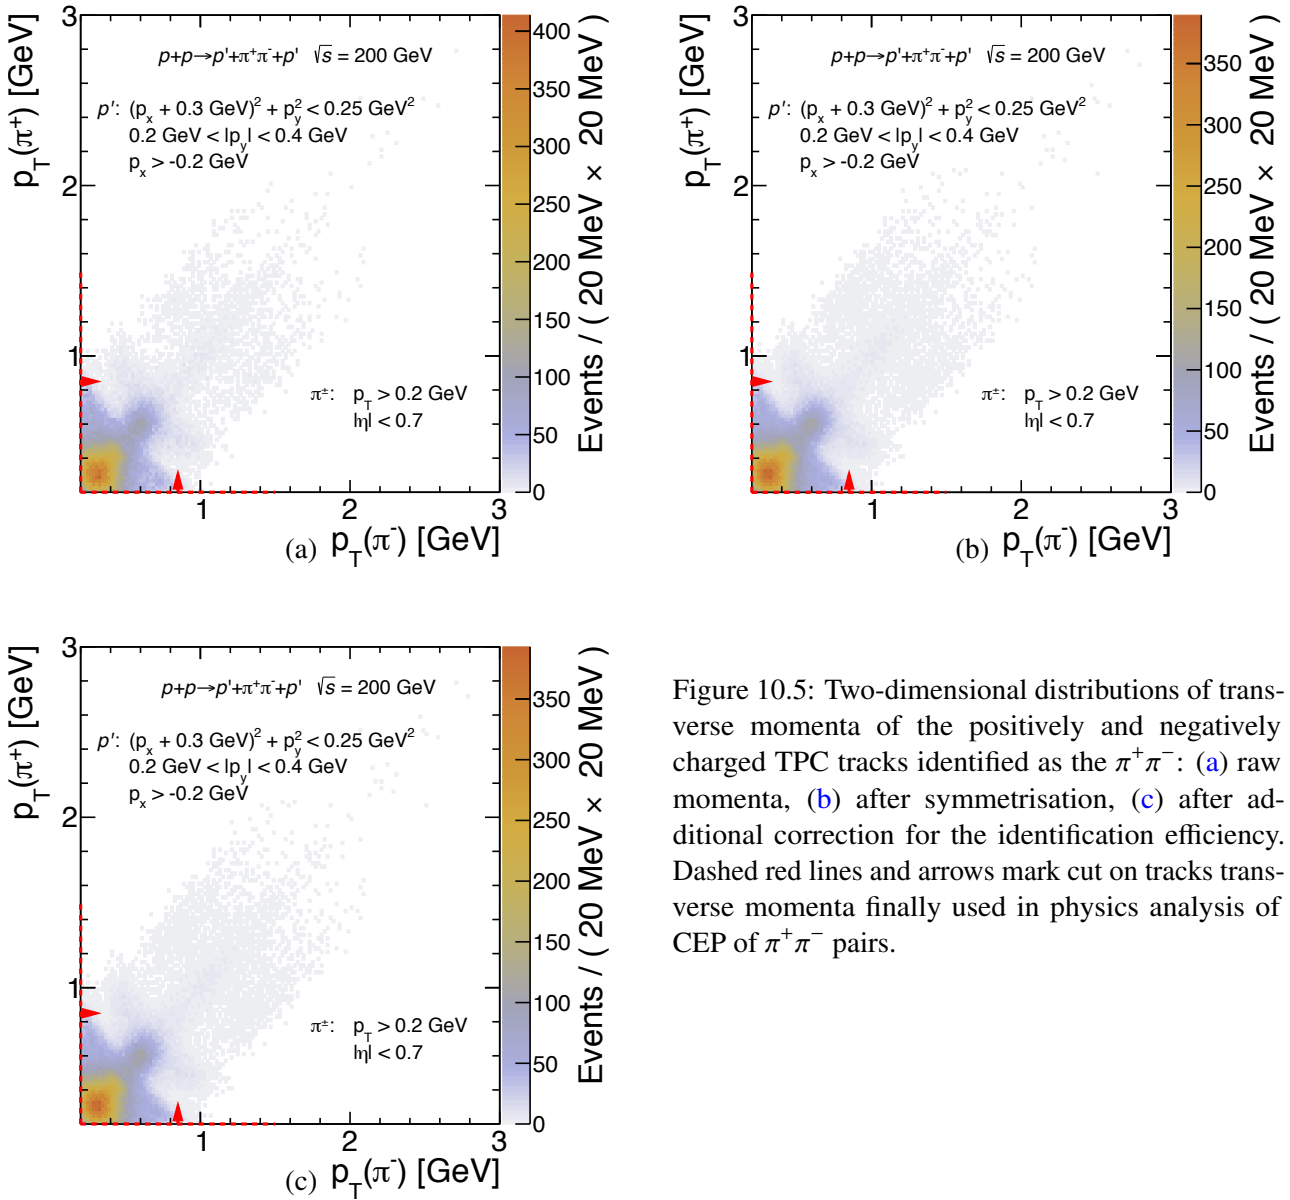 p+p→p'+π⁺π⁻+p' √s = 200 GeV
p': (pₓ + 0.3 GeV)² + p_y² < 0.25 GeV²
0.2 GeV < |p_y| < 0.4 GeV
pₓ > -0.2 GeV
π±: p_T > 0.2 GeV
|η| < 0.7
p_T(π⁺) [GeV]
3
2
1
1 2 3
(a) p_T(π⁻) [GeV]
400
350
300
250
200
150
100
50
0
Events / ( 20 MeV × 20 MeV )
p+p→p'+π⁺π⁻+p' √s = 200 GeV
p': (pₓ + 0.3 GeV)² + p_y² < 0.25 GeV²
0.2 GeV < |p_y| < 0.4 GeV
pₓ > -0.2 GeV
π±: p_T > 0.2 GeV
|η| < 0.7
p_T(π⁺) [GeV]
3
2
1
1 2 3
(b) p_T(π⁻) [GeV]
350
300
250
200
150
100
50
0
Events / ( 20 MeV × 20 MeV )
p+p→p'+π⁺π⁻+p' √s = 200 GeV
p': (pₓ + 0.3 GeV)² + p_y² < 0.25 GeV²
0.2 GeV < |p_y| < 0.4 GeV
pₓ > -0.2 GeV
π±: p_T > 0.2 GeV
|η| < 0.7
p_T(π⁺) [GeV]
3
2
1
1 2 3
(c) p_T(π⁻) [GeV]
350
300
250
200
150
100
50
0
Events / ( 20 MeV × 20 MeV )
Figure 10.5: Two-dimensional distributions of trans-
verse momenta of the positively and negatively
charged TPC tracks identified as the π⁺π⁻: (a) raw
momenta, (b) after symmetrisation, (c) after ad-
ditional correction for the identification efficiency.
Dashed red lines and arrows mark cut on tracks trans-
verse momenta finally used in physics analysis of
CEP of π⁺π⁻ pairs.